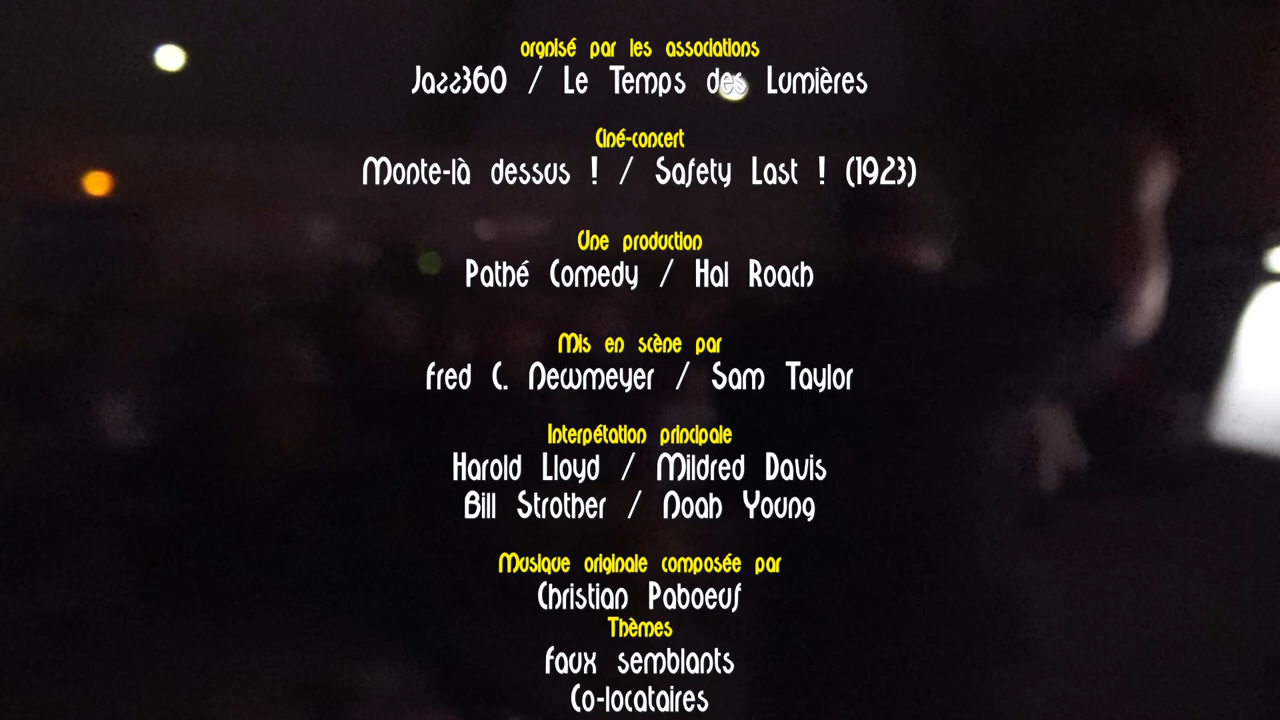 orgnisé par les associations
Jazz360 / Le Temps des Lumières
Ciné-concert
Monte-là dessus ! / Safety Last ! (1923)
Une production
Pathé Comedy / Hal Roach
Mis en scène par
Fred C. Newmeyer / Sam Taylor
Interpétation principale
Harold Lloyd / Mildred Davis
Bill Strother / Noah Young
Musique originale composée par
Christian Paboeuf
Thèmes
Faux semblants
Co-locataires